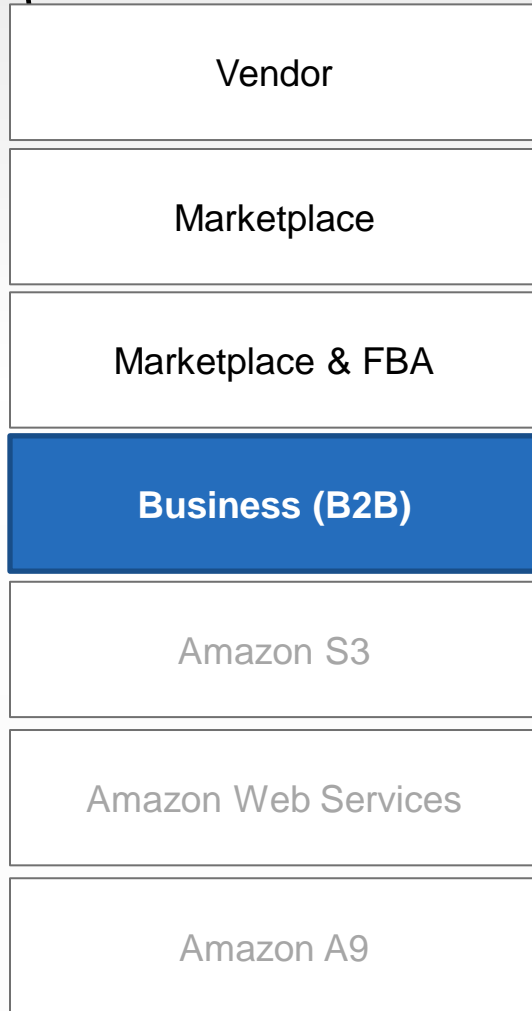 Vendor
Marketplace
Marketplace & FBA
Business (B2B)
Amazon S3
Amazon Web Services
Amazon A9